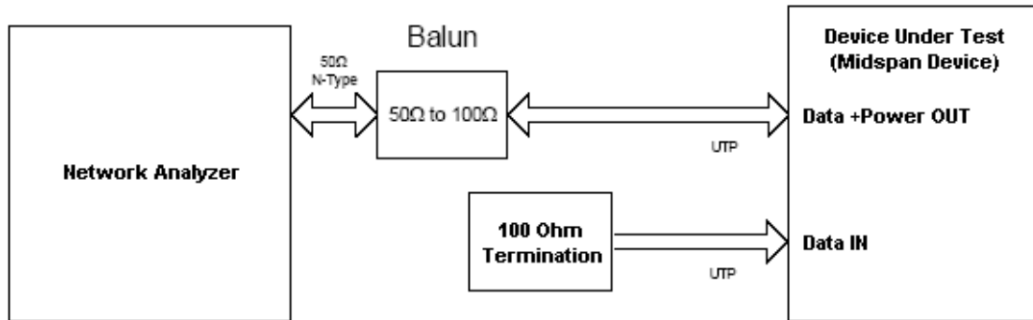 Network Analyzer
50Ω
N-Type
Balun
50Ω to 100Ω
UTP
100 Ohm
Termination
UTP
Device Under Test
(Midspan Device)
Data +Power OUT
Data IN